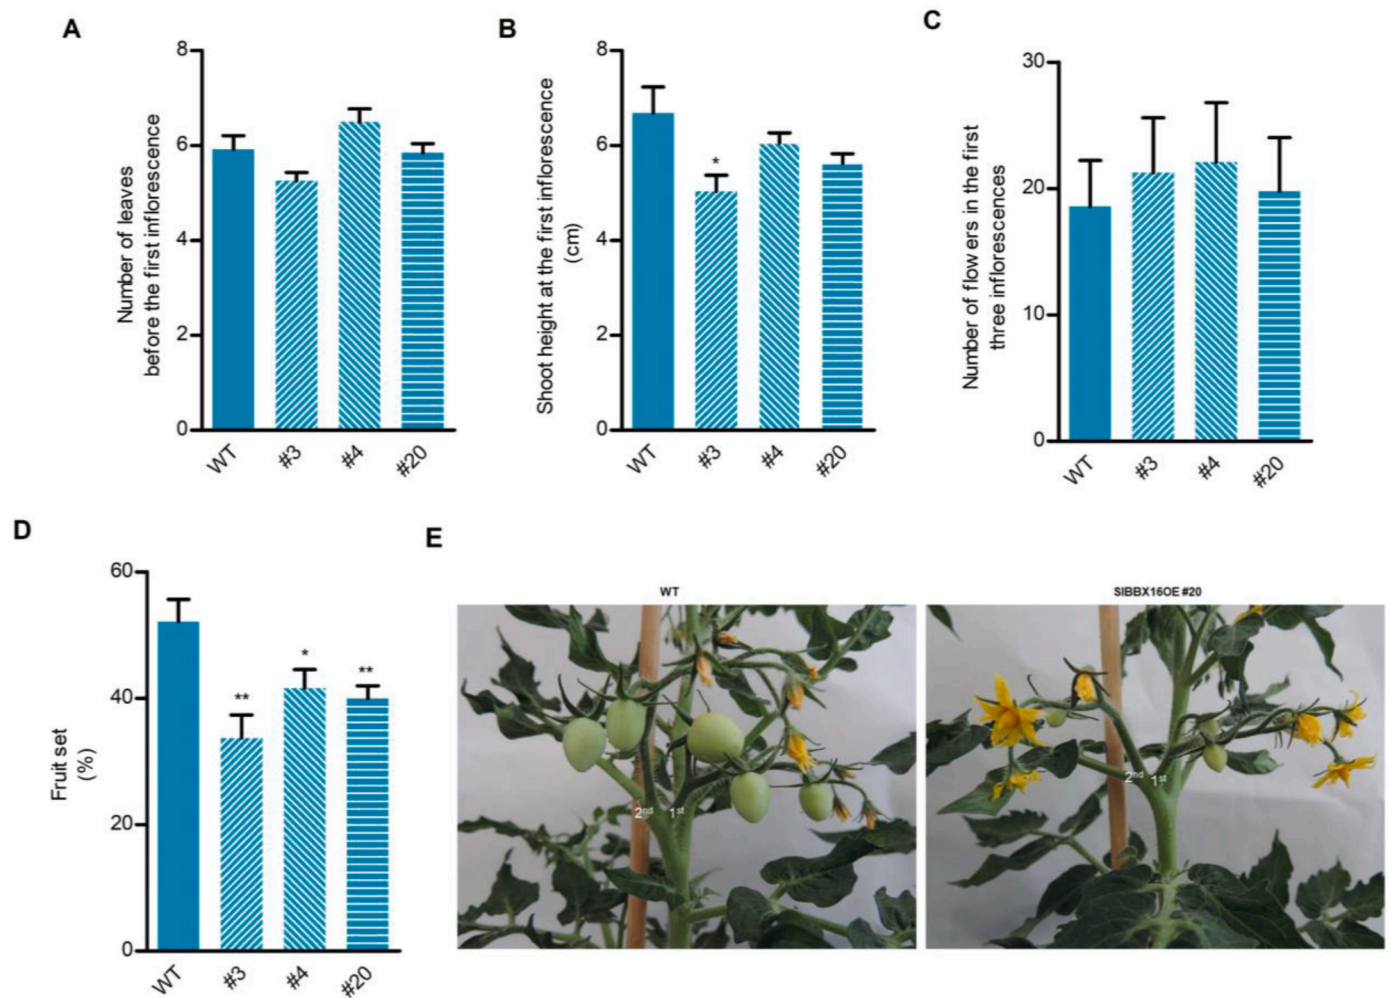 A
8
6
4
2
0
Number of leaves
before the first inflorescence
WT
#3
#4
#20
B
8
6
4
2
0
Shoot height at the first inflorescence
(cm)
*
WT
#3
#4
#20
C
30
20
10
0
Number of flow ers in the first
three inflorescences
WT
#3
#4
#20
D
60
40
20
0
Fruit set
(%)
**
*
**
WT
#3
#4
#20
E
WT
2nd 1st
SlBBX16OE #20
2nd 1st